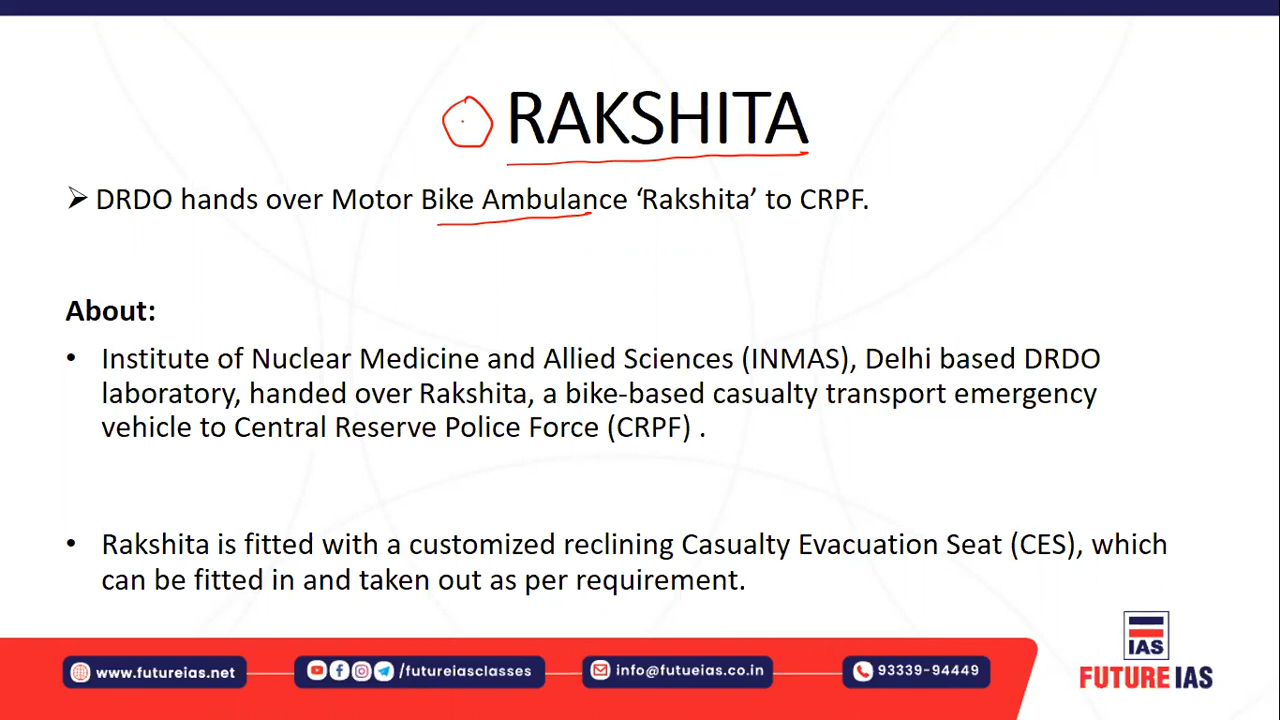 RAKSHITA
➢ DRDO hands over Motor Bike Ambulance ‘Rakshita’ to CRPF.
About:
• Institute of Nuclear Medicine and Allied Sciences (INMAS), Delhi based DRDO
laboratory, handed over Rakshita, a bike-based casualty transport emergency
vehicle to Central Reserve Police Force (CRPF) .
• Rakshita is fitted with a customized reclining Casualty Evacuation Seat (CES), which
can be fitted in and taken out as per requirement.
IAS
www.futureias.net /futureiasclasses info@futueias.co.in 93339-94449 FUTURE IAS